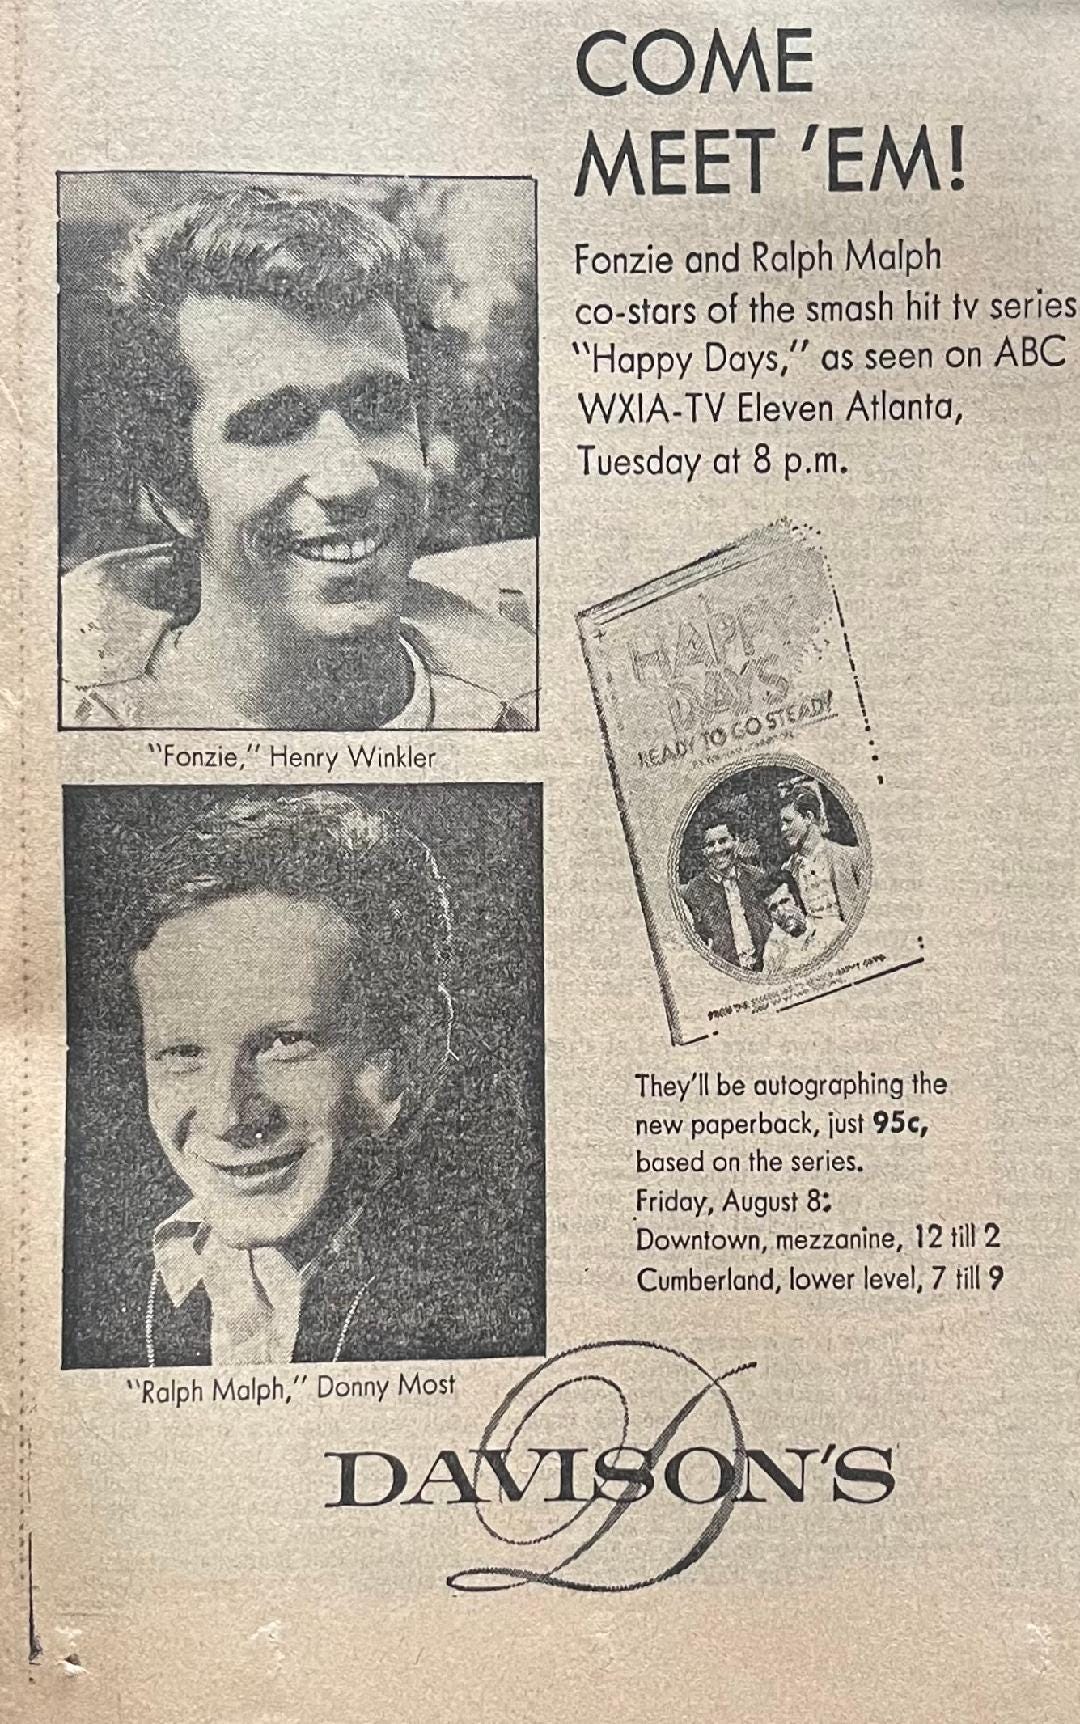 COME
MEET 'EM!
Fonzie and Ralph Malph
co-stars of the smash hit tv series
"Happy Days," as seen on ABC
WXIA-TV Eleven Atlanta,
Tuesday at 8 p.m.
"Fonzie," Henry Winkler
HAPPY
DAYS
READY TO GO STEADY
They'll be autographing the
new paperback, just 95c,
based on the series.
Friday, August 8:
Downtown, mezzanine, 12 till 2
Cumberland, lower level, 7 till 9
"Ralph Malph," Donny Most
D
DAVISON'S